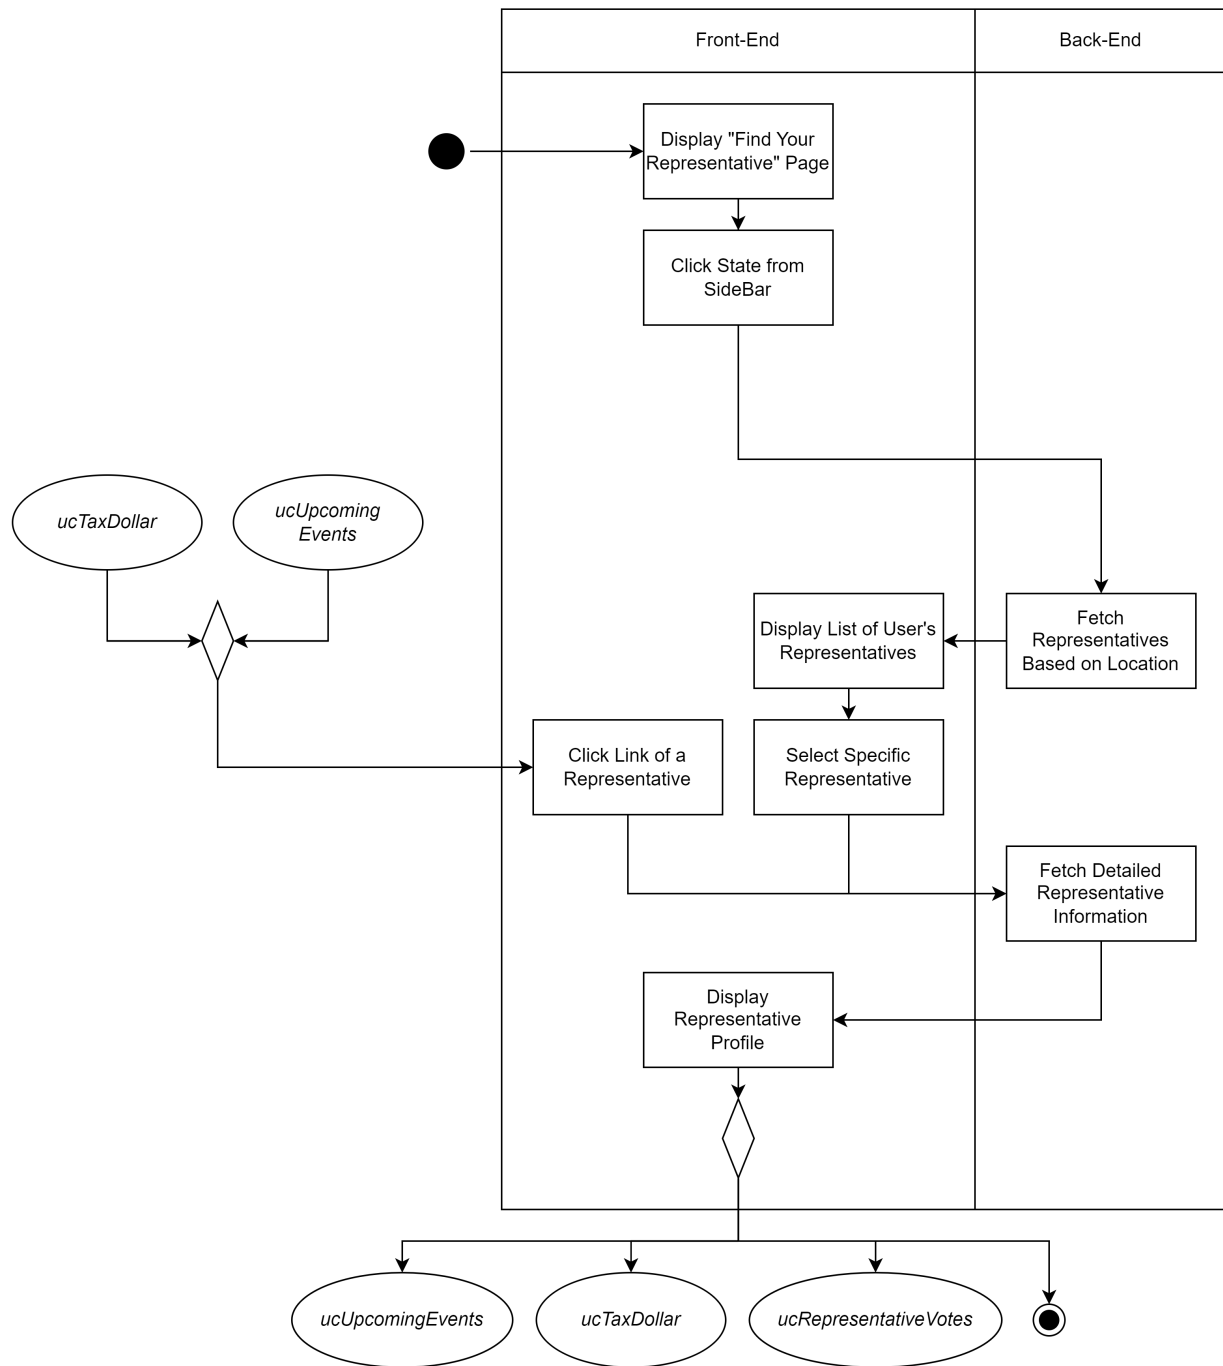 Front-End
Back-End
Display "Find Your
Representative" Page
Click State from
SideBar
ucTaxDollar
ucUpcoming
Events
Display List of User's
Representatives
Fetch
Representatives
Based on Location
Click Link of a
Representative
Select Specific
Representative
Fetch Detailed
Representative
Information
Display
Representative
Profile
ucUpcomingEvents
ucTaxDollar
ucRepresentativeVotes